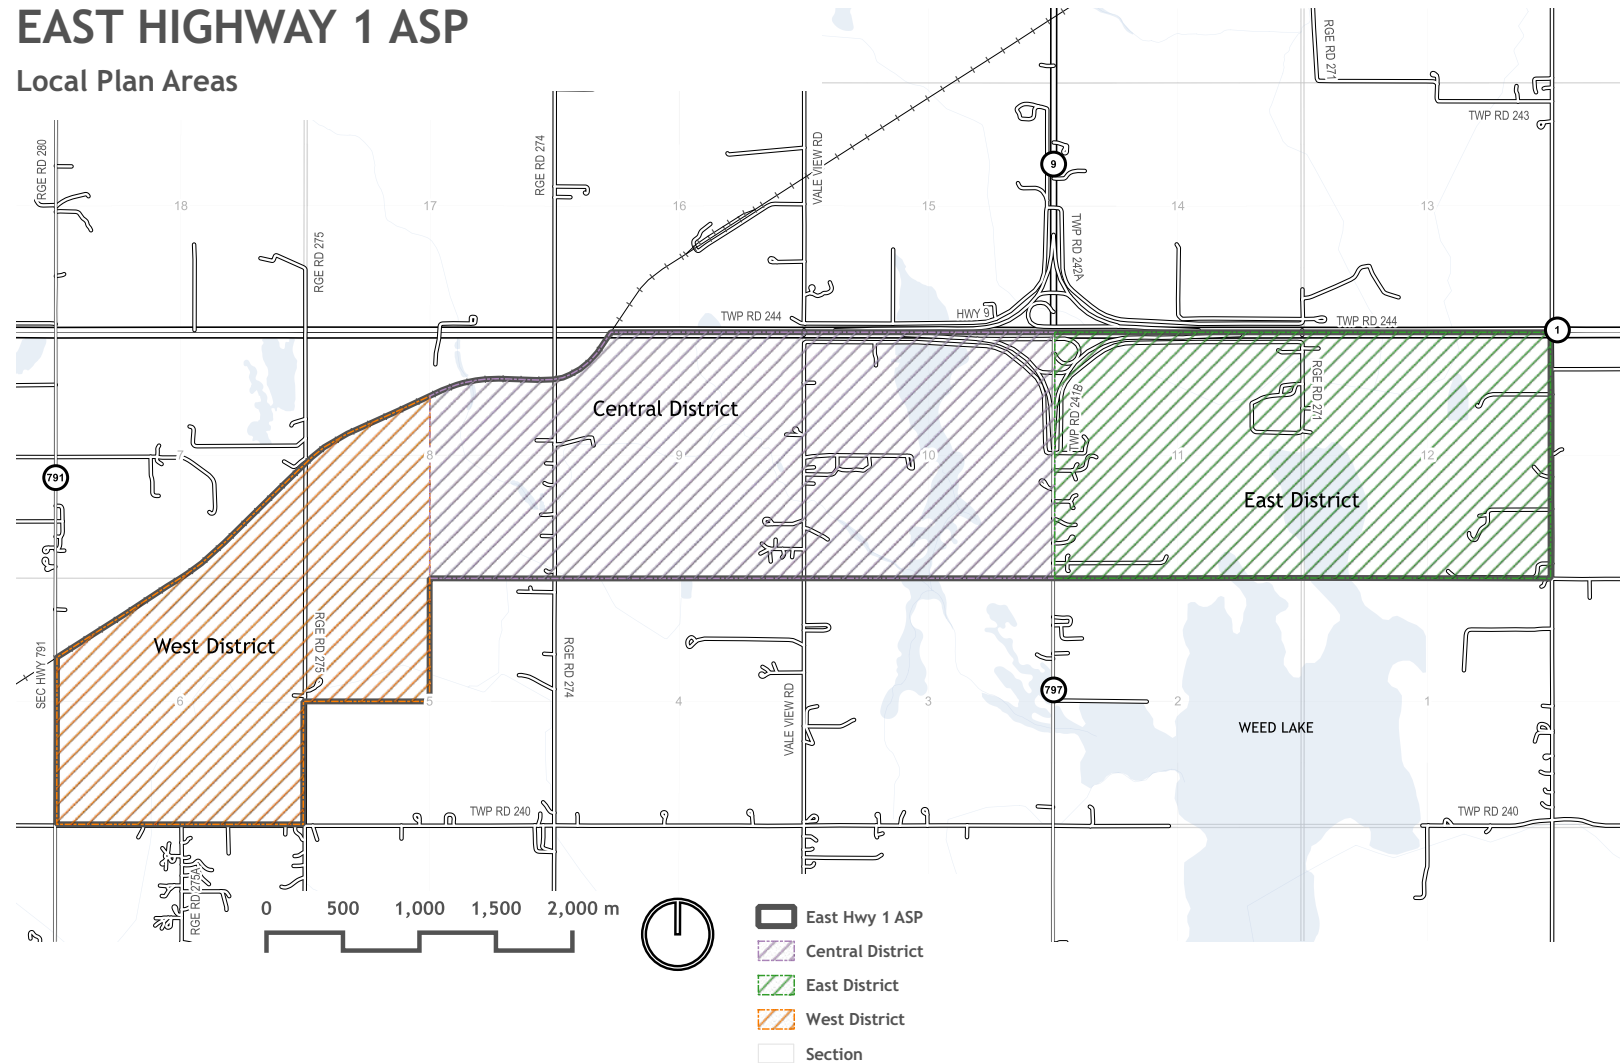 EAST HIGHWAY 1 ASP
Local Plan Areas
RGE RD 271
TWP RD 243
RGE RD 280
RGE RD 274
VALE VIEW RD
9
18
17
16
15
14
13
RGE RD 275
TWP RD 242A
TWP RD 244
HWY 9
TWP RD 244
1
RGE RD 271
Central District
TWP RD 241B
7
8
9
10
11
12
791
East District
West District
RGE RD 275
SEC HWY 791
RGE RD 274
VALE VIEW RD
797
6
5
4
3
2
1
WEED LAKE
TWP RD 240
TWP RD 240
RGE RD 275A
0 500 1,000 1,500 2,000 m
East Hwy 1 ASP
Central District
East District
West District
Section